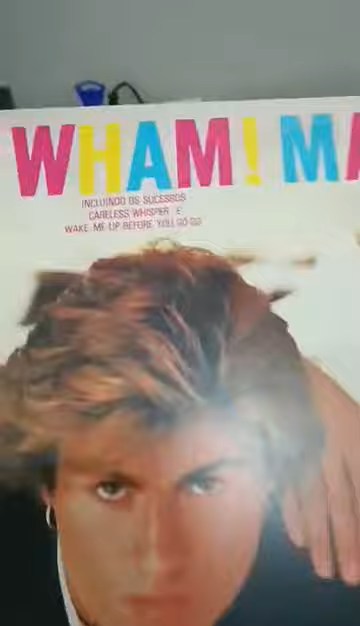 WHAM! MA
INCLUINDO OS SUCESSOS
CARELESS WHISPER E
WAKE ME UP BEFORE YOU GO-GO